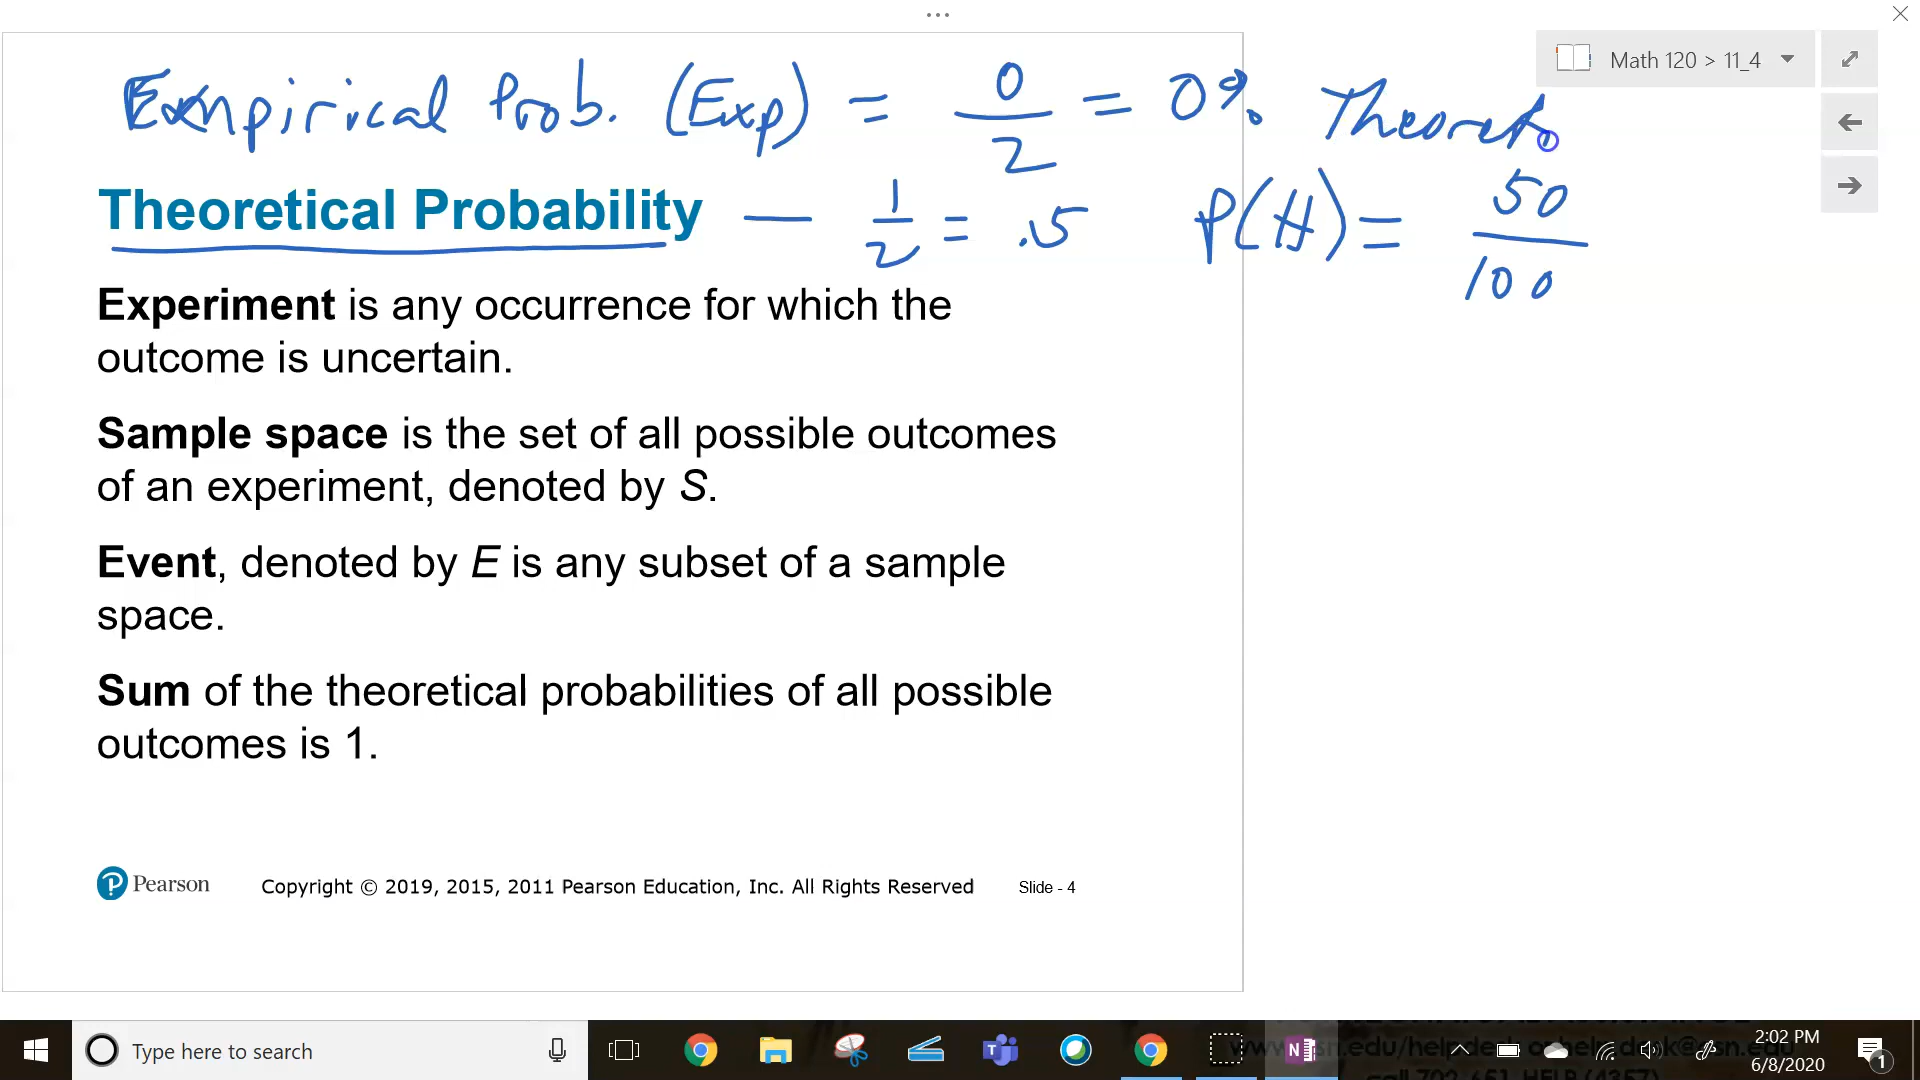 Math 120 > 11_4
Empirical Prob. (Exp) = 0/2 = 0% Theoret
Theoretical Probability — 1/2 = .5 P(H) = 50/100
Experiment is any occurrence for which the
outcome is uncertain.
Sample space is the set of all possible outcomes
of an experiment, denoted by S.
Event, denoted by E is any subset of a sample
space.
Sum of the theoretical probabilities of all possible
outcomes is 1.
Pearson Copyright © 2019, 2015, 2011 Pearson Education, Inc. All Rights Reserved Slide - 4
Type here to search
2:02 PM
6/8/2020
1